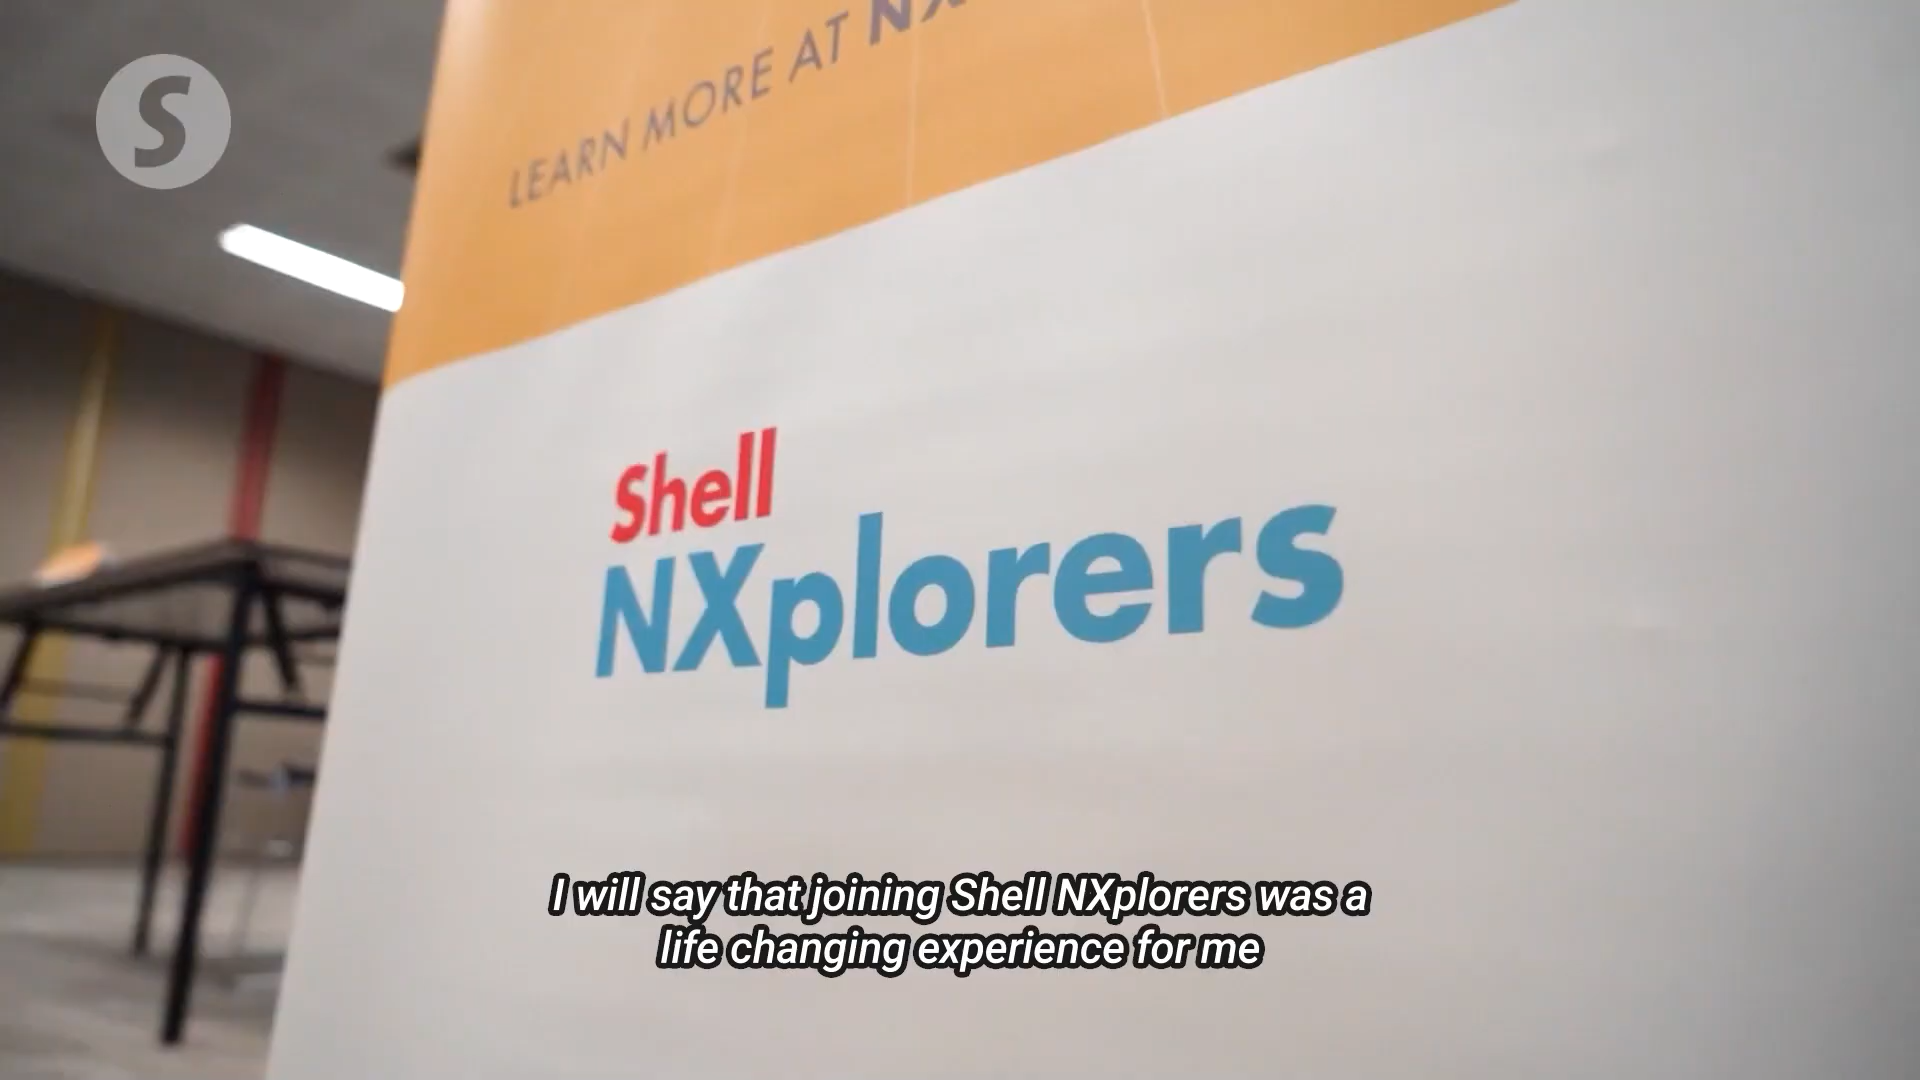 S
LEARN MORE AT
Shell
NXplorers
I will say that joining Shell NXplorers was a
life changing experience for me